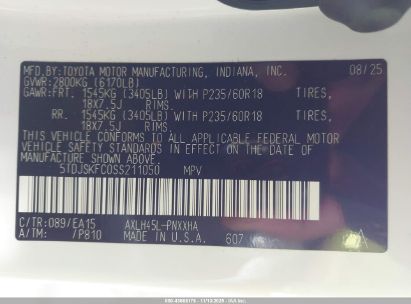 MFD. BY: TOYOTA MOTOR MANUFACTURING, INDIANA, INC. 08/25
GVWR: 2800KG (6170LB)
GAWR: FRT. 1545KG (3405LB) WITH P235/60R18 TIRES,
18X7.5J RIMS.
RR. 1545KG (3405LB) WITH P235/60R18 TIRES,
18X7.5J RIMS.
THIS VEHICLE CONFORMS TO ALL APPLICABLE FEDERAL MOTOR
VEHICLE SAFETY AND THEFT PREVENTION STANDARDS IN
EFFECT ON THE DATE OF MANUFACTURE SHOWN ABOVE.
5TDJSKFC0SS211050 MPV
C/TR: 089/EA15 AXLH45L-PNXXHA
A/TM: /P810 MADE IN U.S.A. 607 A